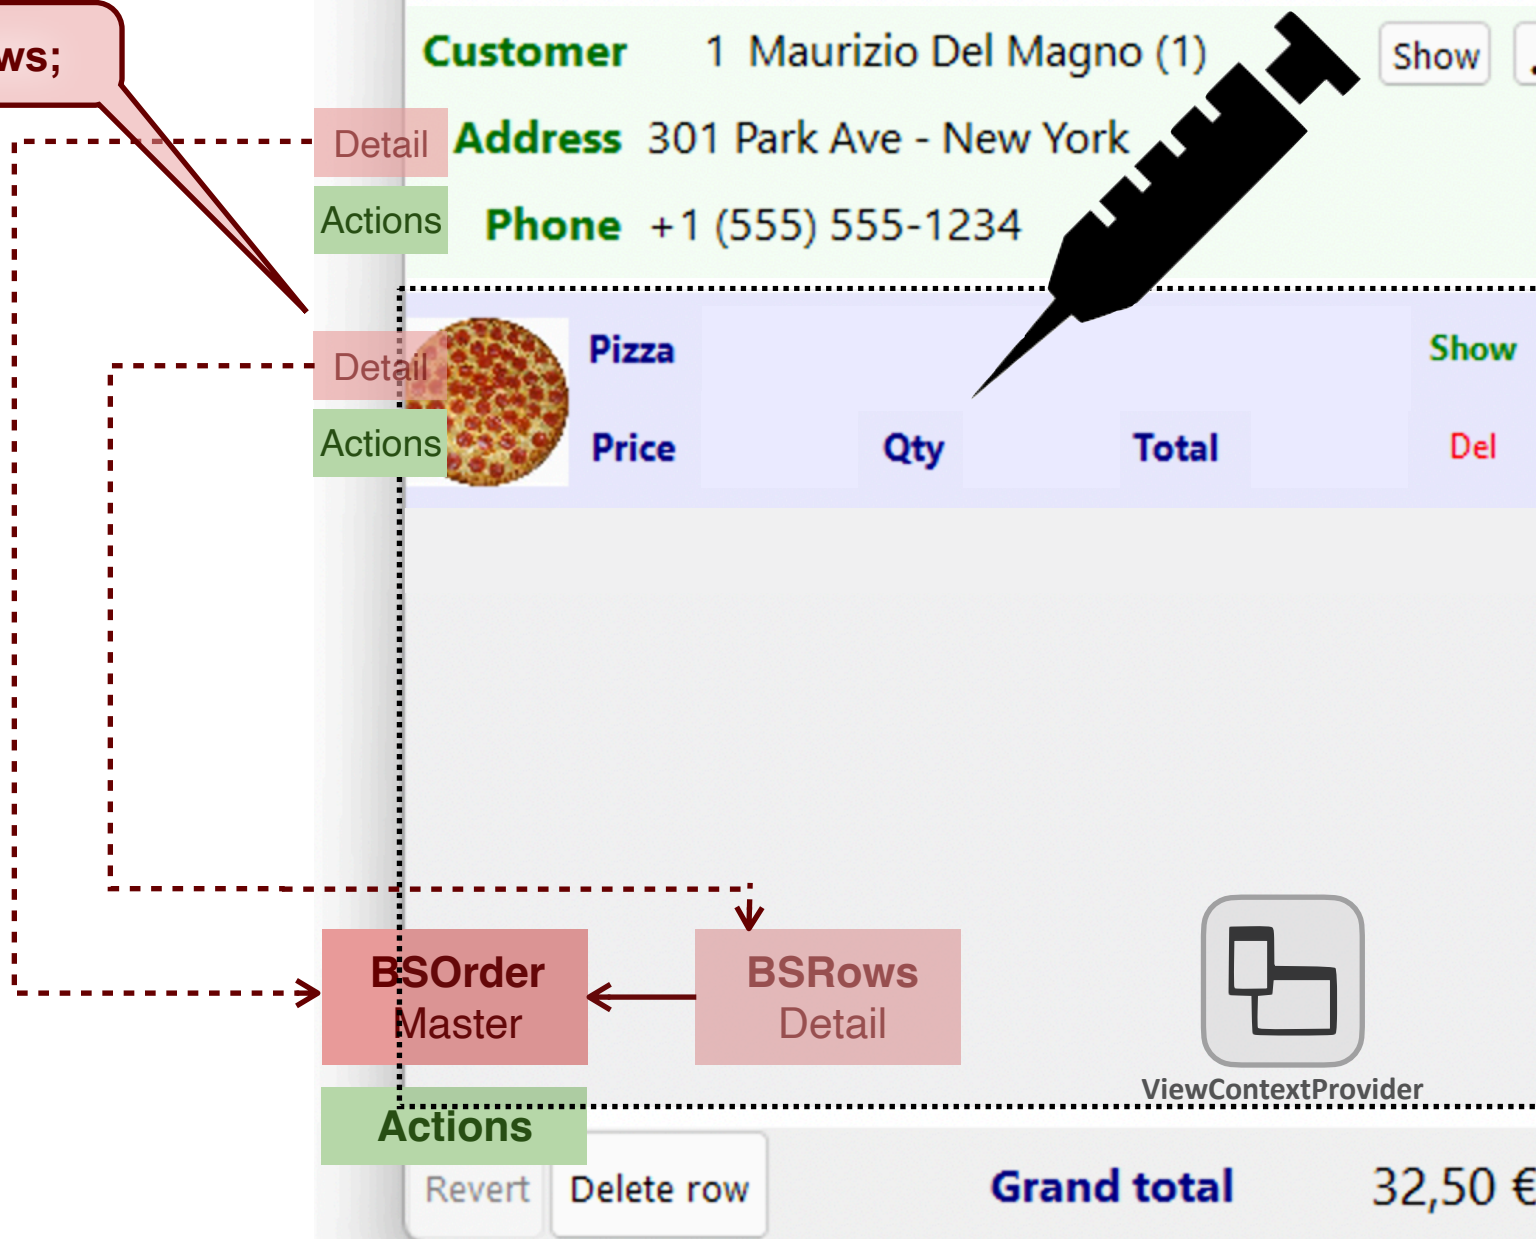 ws;
Customer 1 Maurizio Del Magno (1) Show
Detail Address 301 Park Ave - New York
Actions Phone +1 (555) 555-1234
Detail Pizza Show
Actions Price Qty Total Del
BSOrder
Master
BSRows
Detail
ViewContextProvider
Actions
Revert Delete row Grand total 32,50 €